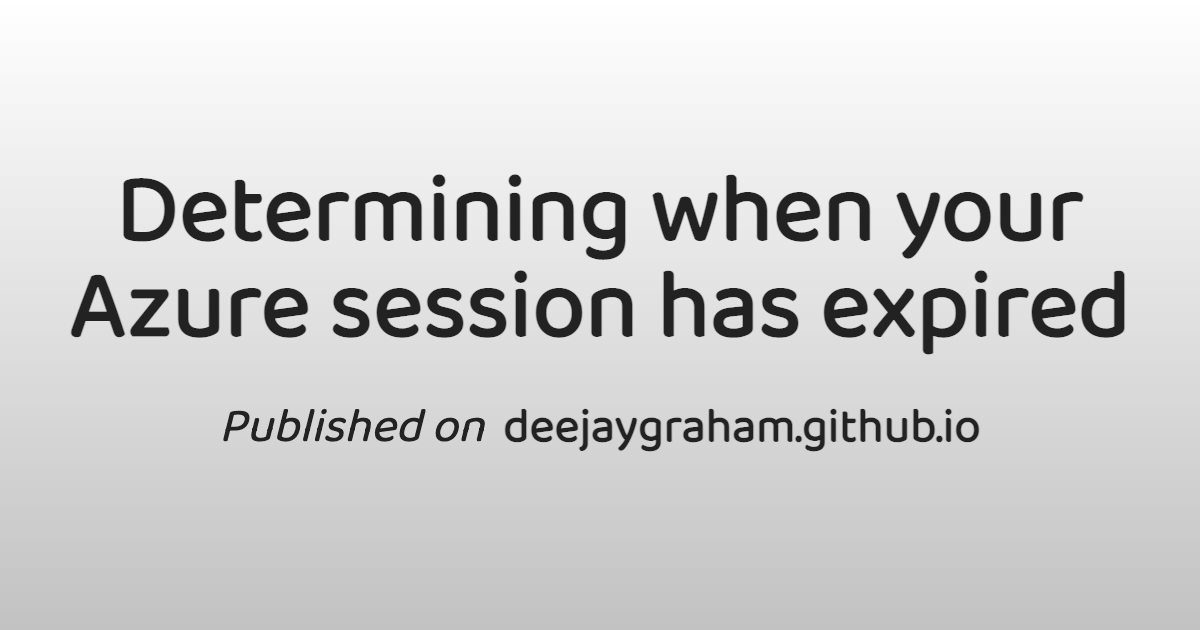 Determining when your
Azure session has expired
Published on deejaygraham.github.io